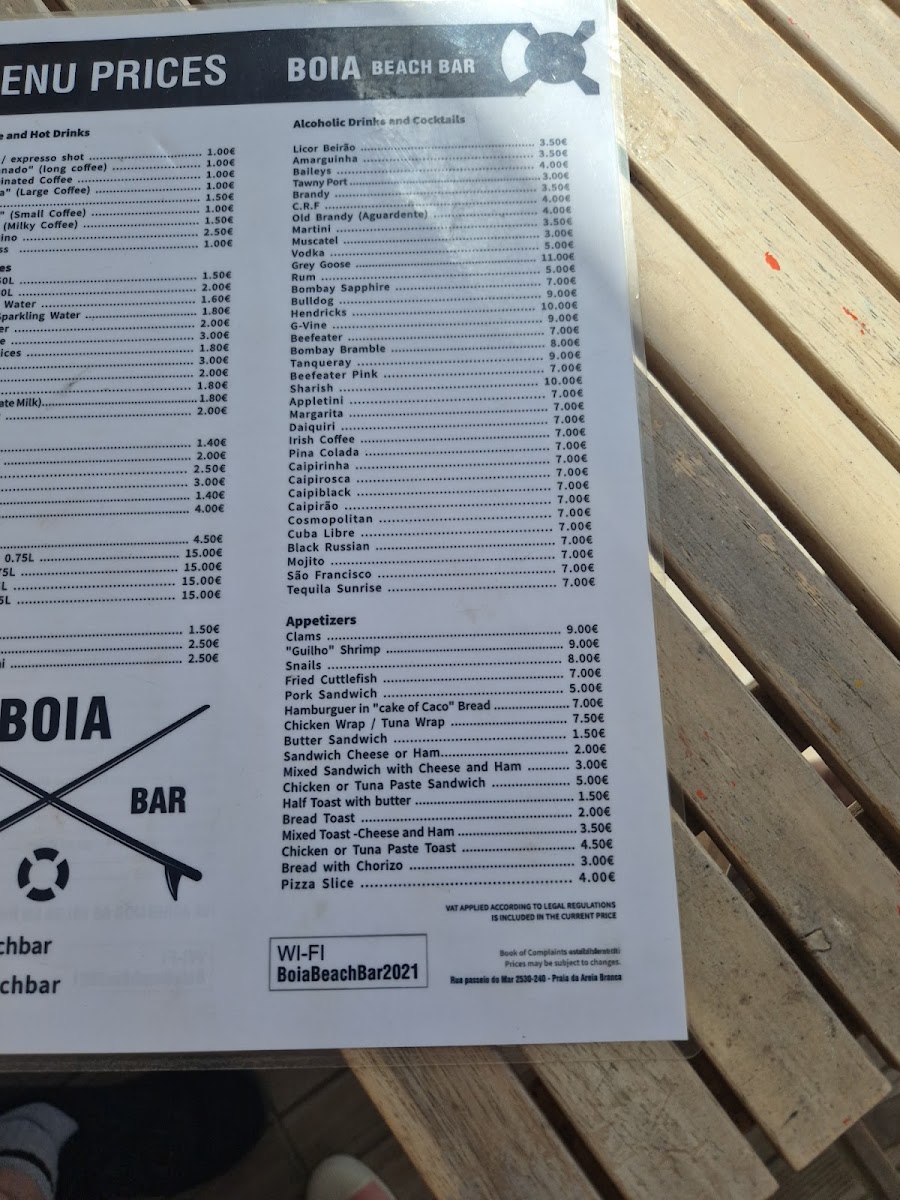 ENU PRICES
BOIA BEACH BAR
e and Hot Drinks
/ expresso shot 1.00€
nado" (long coffee) 1.00€
inated Coffee 1.00€
a" (Large Coffee) 1.00€
1.50€
" (Small Coffee) 1.00€
(Milky Coffee) 1.50€
ino 2.50€
ss 1.00€
es
50L 1.50€
0L 2.00€
Water 1.60€
Sparkling Water 1.80€
er 2.00€
e 3.00€
ices 1.80€
3.00€
2.00€
1.80€
ate Milk) 1.80€
2.00€
1.40€
2.00€
2.50€
3.00€
1.40€
4.00€
4.50€
0.75L 15.00€
75L 15.00€
L 15.00€
5L 15.00€
1.50€
2.50€
ni 2.50€
BOIA
BAR
chbar
chbar
Alcoholic Drinks and Cocktails
Licor Beirão 3.50€
Amarguinha 3.50€
Baileys 4.00€
Tawny Port 3.00€
Brandy 3.50€
C.R.F 4.00€
Old Brandy (Aguardente) 4.00€
Martini 3.50€
Muscatel 3.00€
Vodka 5.00€
Grey Goose 11.00€
Rum 5.00€
Bombay Sapphire 7.00€
Bulldog 9.00€
Hendricks 10.00€
G-Vine 9.00€
Beefeater 7.00€
Bombay Bramble 8.00€
Tanqueray 9.00€
Beefeater Pink 7.00€
Sharish 10.00€
Appletini 7.00€
Margarita 7.00€
Daiquiri 7.00€
Irish Coffee 7.00€
Pina Colada 7.00€
Caipirinha 7.00€
Caipirosca 7.00€
Caipiblack 7.00€
Caipirão 7.00€
Cosmopolitan 7.00€
Cuba Libre 7.00€
Black Russian 7.00€
Mojito 7.00€
São Francisco 7.00€
Tequila Sunrise 7.00€
Appetizers
Clams 9.00€
"Guilho" Shrimp 9.00€
Snails 8.00€
Fried Cuttlefish 7.00€
Pork Sandwich 5.00€
Hamburguer in "cake of Caco" Bread 7.00€
Chicken Wrap / Tuna Wrap 7.50€
Butter Sandwich 1.50€
Sandwich Cheese or Ham 2.00€
Mixed Sandwich with Cheese and Ham 3.00€
Chicken or Tuna Paste Sandwich 5.00€
Half Toast with butter 1.50€
Bread Toast 2.00€
Mixed Toast -Cheese and Ham 3.50€
Chicken or Tuna Paste Toast 4.50€
Bread with Chorizo 3.00€
Pizza Slice 4.00€
VAT APPLIED ACCORDING TO LEGAL REGULATIONS
IS INCLUDED IN THE CURRENT PRICE
WI-FI
BoiaBeachBar2021
Book of Complaints
Prices may be subject to changes.
Rua passeio do Mar 2530-240 - Praia da Areia Branca